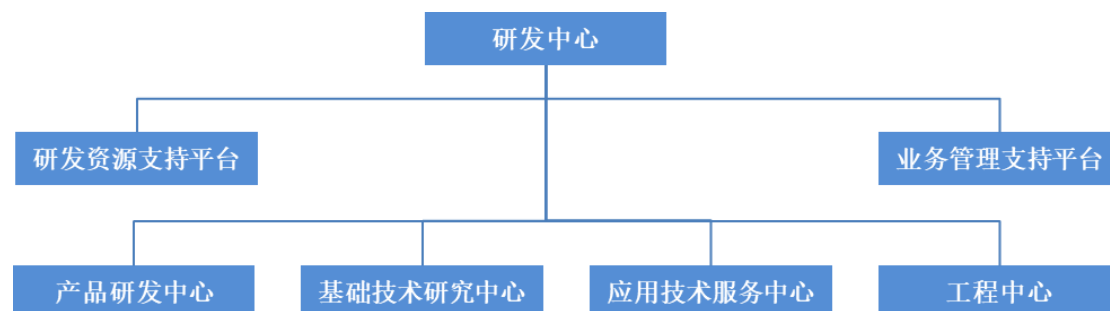 研发中心
研发资源支持平台
业务管理支持平台
产品研发中心
基础技术研究中心
应用技术服务中心
工程中心